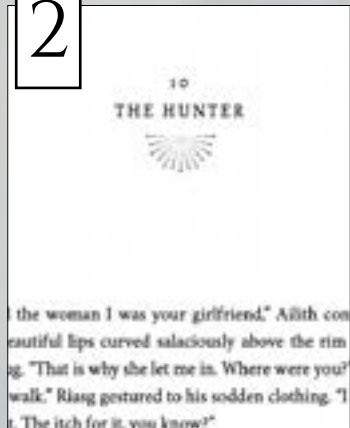 2
10
THE HUNTER
l the woman I was your girlfriend,” Ailith con
eautiful lips curved salaciously above the rim
ug. “That is why she let me in. Where were you?”
walk.” Riasg gestured to his sodden clothing. “I
t. The itch for it, you know?”